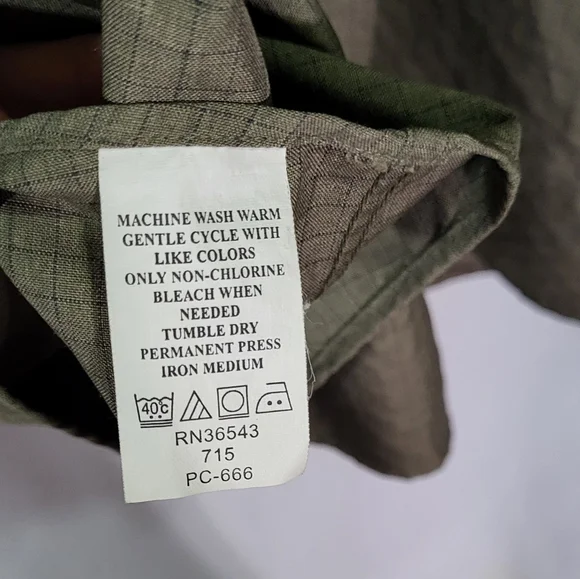 MACHINE WASH WARM
GENTLE CYCLE WITH
LIKE COLORS
ONLY NON-CHLORINE
BLEACH WHEN
NEEDED
TUMBLE DRY
PERMANENT PRESS
IRON MEDIUM
40C
RN36543
715
PC-666